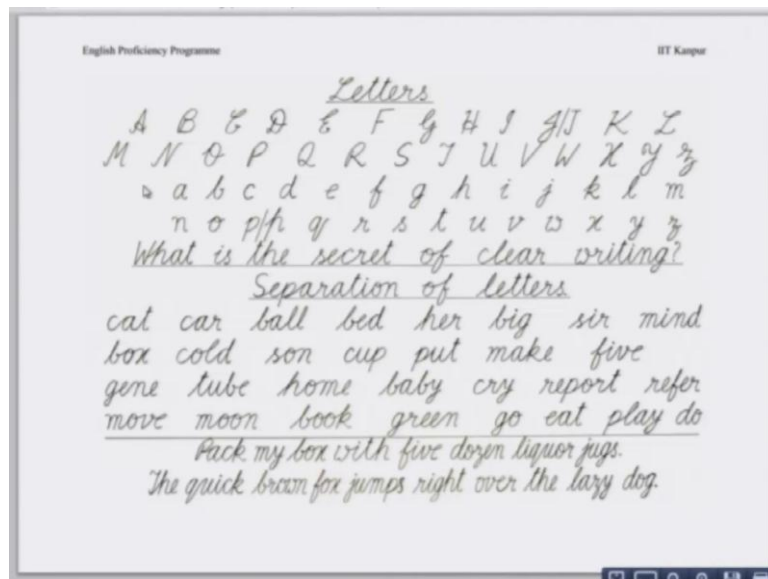 English Proficiency Programme IIT Kanpur
Letters
A B C D E F G H I J/J K L
M N O P Q R S T U V W X Y Z
a b c d e f g h i j k l m
n o p/p q r s t u v w x y z
What is the secret of clear writing?
Separation of letters
cat car ball bed her big sir mind
box cold son cup put make five
gene tube home baby cry report refer
move moon book green go eat play do
Pack my box with five dozen liquor jugs.
The quick brown fox jumps right over the lazy dog.